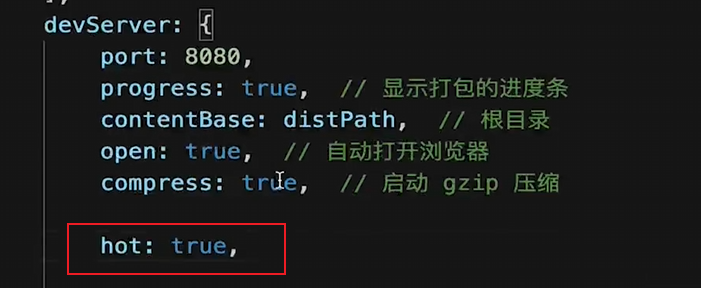 devServer: {
port: 8080,
progress: true,  // 显示打包的进度条
contentBase: distPath,  // 根目录
open: true,  // 自动打开浏览器
compress: true,  // 启动 gzip 压缩
hot: true,